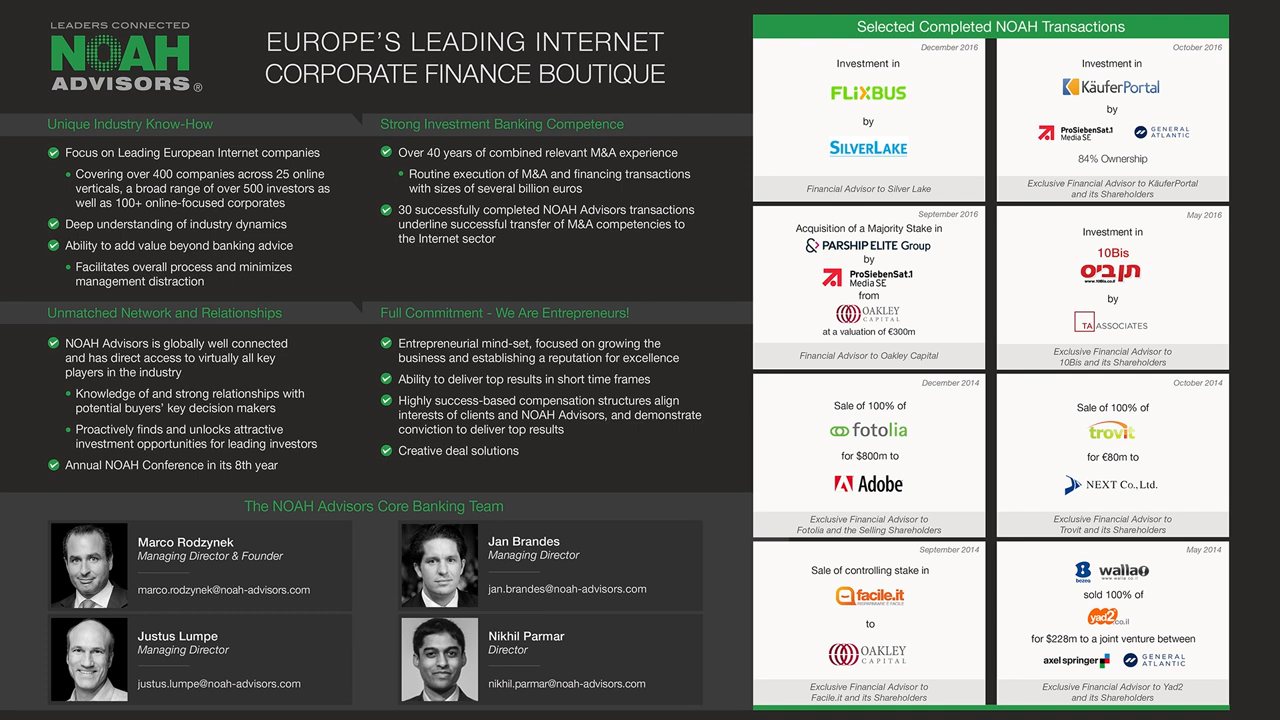 LEADERS CONNECTED
NOAH
ADVISORS®
EUROPE'S LEADING INTERNET
CORPORATE FINANCE BOUTIQUE
Unique Industry Know-How
Focus on Leading European Internet companies
• Covering over 400 companies across 25 online
verticals, a broad range of over 500 investors as
well as 100+ online-focused corporates
Deep understanding of industry dynamics
Ability to add value beyond banking advice
• Facilitates overall process and minimizes
management distraction
Strong Investment Banking Competence
Over 40 years of combined relevant M&A experience
• Routine execution of M&A and financing transactions
with sizes of several billion euros
30 successfully completed NOAH Advisors transactions
underline successful transfer of M&A competencies to
the Internet sector
Unmatched Network and Relationships
NOAH Advisors is globally well connected
and has direct access to virtually all key
players in the industry
• Knowledge of and strong relationships with
potential buyers' key decision makers
• Proactively finds and unlocks attractive
investment opportunities for leading investors
Annual NOAH Conference in its 8th year
Full Commitment - We Are Entrepreneurs!
Entrepreneurial mind-set, focused on growing the
business and establishing a reputation for excellence
Ability to deliver top results in short time frames
Highly success-based compensation structures align
interests of clients and NOAH Advisors, and demonstrate
conviction to deliver top results
Creative deal solutions
The NOAH Advisors Core Banking Team
Marco Rodzynek
Managing Director & Founder
marco.rodzynek@noah-advisors.com
Jan Brandes
Managing Director
jan.brandes@noah-advisors.com
Justus Lumpe
Managing Director
justus.lumpe@noah-advisors.com
Nikhil Parmar
Director
nikhil.parmar@noah-advisors.com
Selected Completed NOAH Transactions
December 2016
Investment in
FLiXBUS
by
SILVERLAKE
Financial Advisor to Silver Lake
October 2016
Investment in
KäuferPortal
by
ProSiebenSat.1
Media SE
GENERAL
ATLANTIC
84% Ownership
Exclusive Financial Advisor to KäuferPortal
and its Shareholders
September 2016
Acquisition of a Majority Stake in
PARSHIP ELITE Group
by
ProSiebenSat.1
Media SE
from
OAKLEY
CAPITAL
at a valuation of €300m
Financial Advisor to Oakley Capital
May 2016
Investment in
10Bis
תן ביס
www.10Bis.co.il
by
TA ASSOCIATES
Exclusive Financial Advisor to
10Bis and its Shareholders
December 2014
Sale of 100% of
fotolia
for $800m to
Adobe
Exclusive Financial Advisor to
Fotolia and the Selling Shareholders
October 2014
Sale of 100% of
trovit
for €80m to
NEXT Co.,Ltd.
Exclusive Financial Advisor to
Trovit and its Shareholders
September 2014
Sale of controlling stake in
facile.it
RISPARMIARE È FACILE
to
OAKLEY
CAPITAL
Exclusive Financial Advisor to
Facile.it and its Shareholders
May 2014
bezeq
walla!
www.walla.co.il
sold 100% of
yad2.co.il
for $228m to a joint venture between
axel springer
GENERAL
ATLANTIC
Exclusive Financial Advisor to Yad2
and its Shareholders